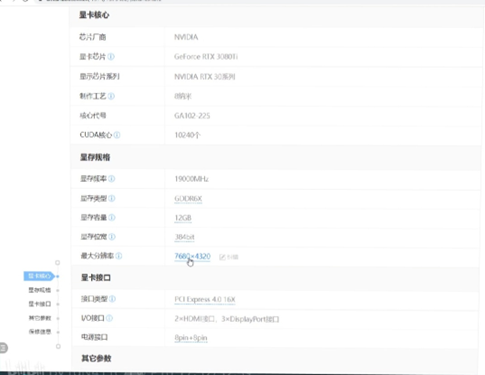 显卡核心
芯片厂商 NVIDIA
显卡芯片 GeForce RTX 3080Ti
显示芯片系列 NVIDIA RTX 30系列
制作工艺 8纳米
核心代号 GA102-225
CUDA核心 10240个
显存规格
显存频率 19000MHz
显存类型 GDDR6X
显存容量 12GB
显存位宽 384bit
最大分辨率 7680×4320
显卡接口
接口类型 PCI Express 4.0 16X
I/O接口 2×HDMI接口，3×DisplayPort接口
电源接口 8pin+8pin
其它参数
显卡核心
显存规格
显卡接口
其它参数
保修信息